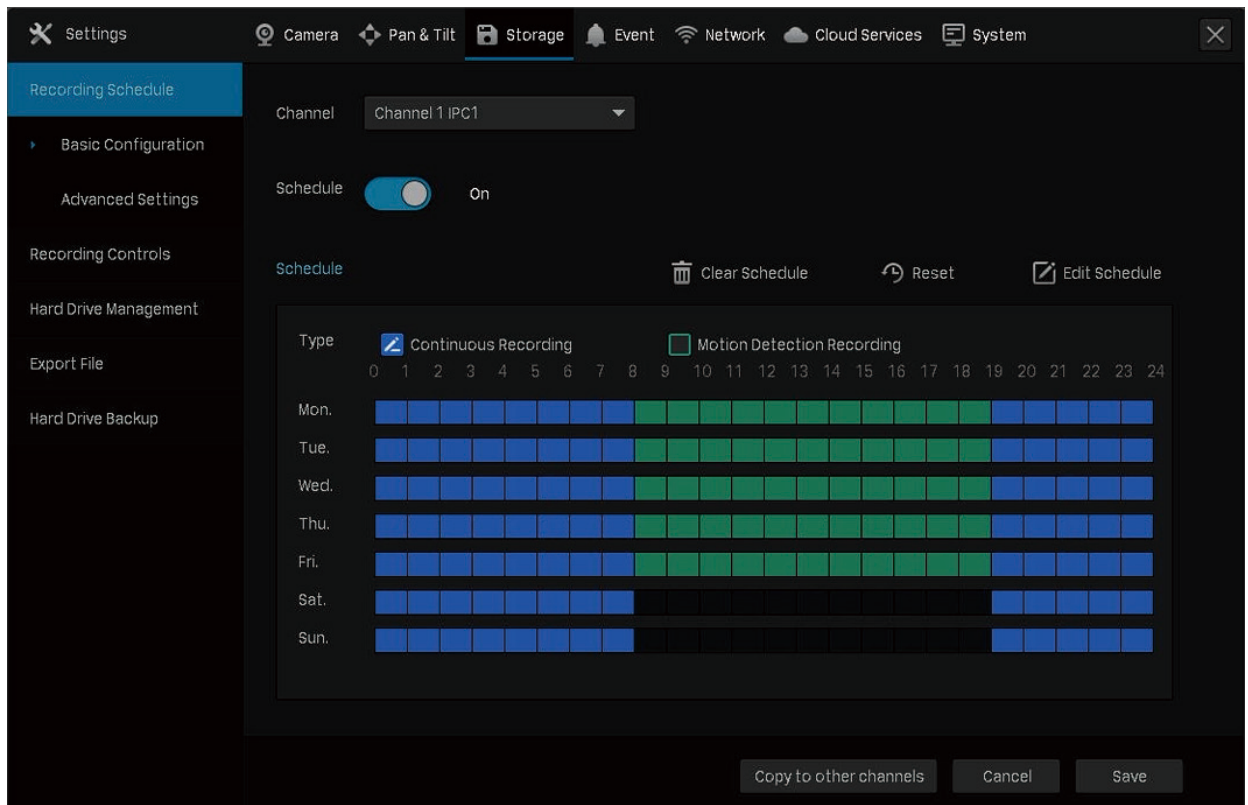 Settings Camera Pan & Tilt Storage Event Network Cloud Services System
Recording Schedule
Basic Configuration
Advanced Settings
Recording Controls
Hard Drive Management
Export File
Hard Drive Backup
Channel Channel 1 IPC1
Schedule On
Schedule Clear Schedule Reset Edit Schedule
Type Continuous Recording Motion Detection Recording
0 1 2 3 4 5 6 7 8 9 10 11 12 13 14 15 16 17 18 19 20 21 22 23 24
Mon.
Tue.
Wed.
Thu.
Fri.
Sat.
Sun.
Copy to other channels Cancel Save